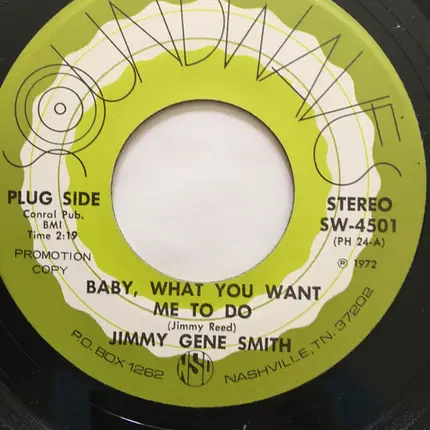 SOUNDWAVES
PLUG SIDE
Conral Pub.
BMI
Time 2:19
PROMOTION
COPY
STEREO
SW-4501
(PH 24-A)
℗ 1972
BABY, WHAT YOU WANT
ME TO DO
(Jimmy Reed)
JIMMY GENE SMITH
P.O. BOX 1262 NSD NASHVILLE, TN. 37202